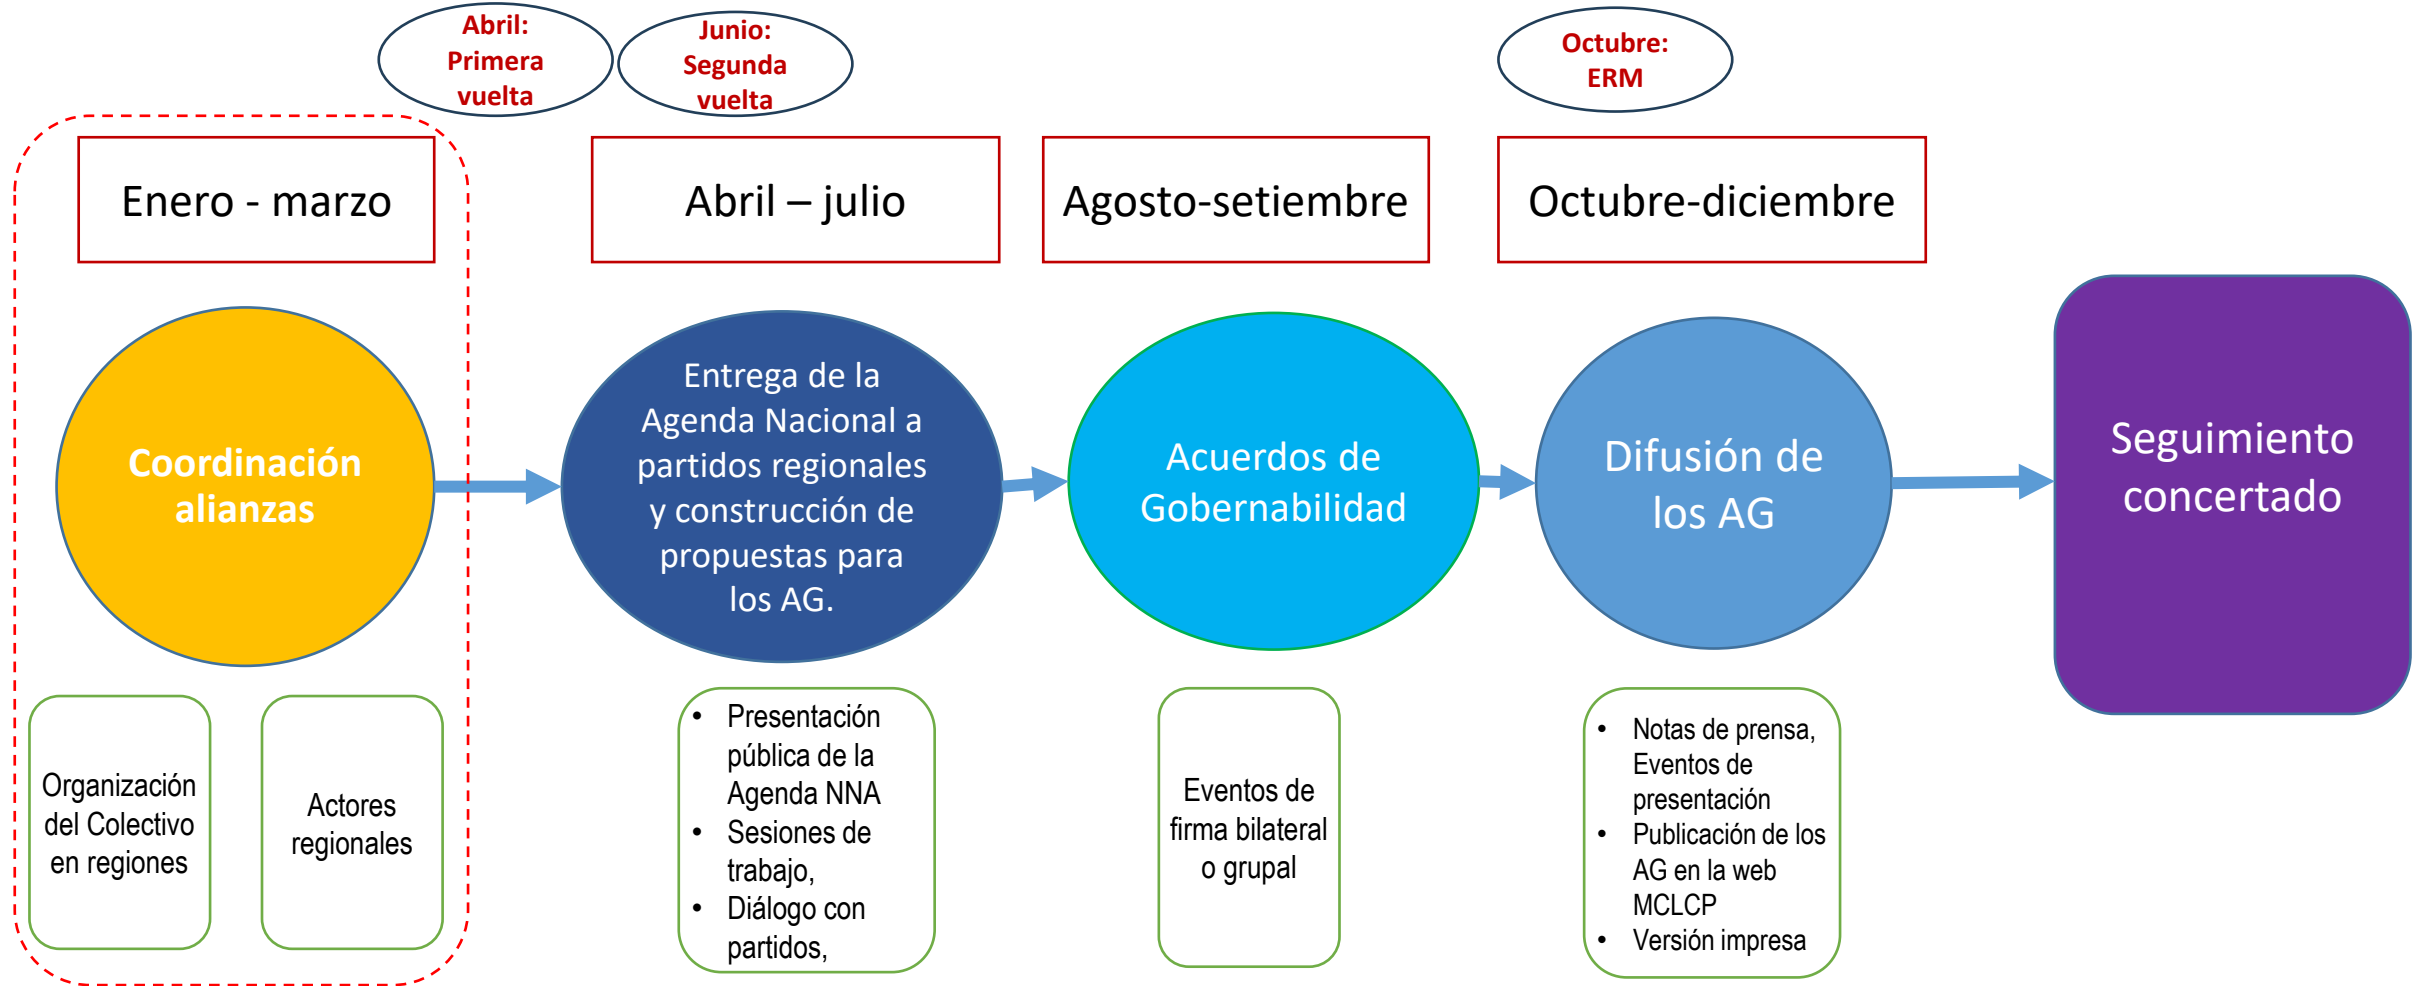 Abril:
Primera
vuelta
Junio:
Segunda
vuelta
Octubre:
ERM
Enero - marzo
Abril – julio
Agosto-setiembre
Octubre-diciembre
Coordinación
alianzas
Entrega de la
Agenda Nacional a
partidos regionales
y construcción de
propuestas para
los AG.
Acuerdos de
Gobernabilidad
Difusión de
los AG
Seguimiento
concertado
Organización
del Colectivo
en regiones
Actores
regionales
• Presentación
pública de la
Agenda NNA
• Sesiones de
trabajo,
• Diálogo con
partidos,
Eventos de
firma bilateral
o grupal
• Notas de prensa,
Eventos de
presentación
• Publicación de los
AG en la web
MCLCP
• Versión impresa